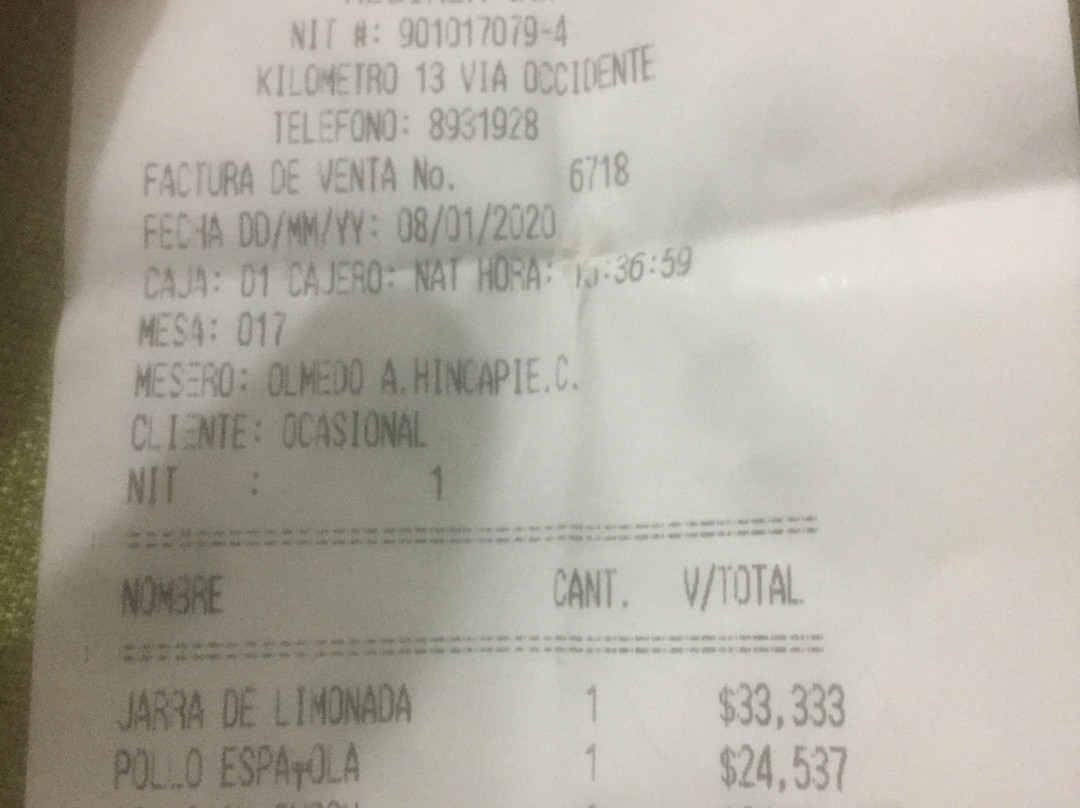 NIT #: 901017079-4
KILOMETRO 13 VIA OCCIDENTE
TELEFONO: 8931928
FACTURA DE VENTA No. 6718
FECHA DD/MM/YY: 08/01/2020
CAJA: 01 CAJERO: NAT HORA:
MESA: 017
MESERO: OLMEDO A.HINCAPIE.C.
CLIENTE: OCASIONAL
NIT : 1
NOMBRE CANT. V/TOTAL
JARRA DE LIMONADA 1 $33,333
POLLO 1 $24,537